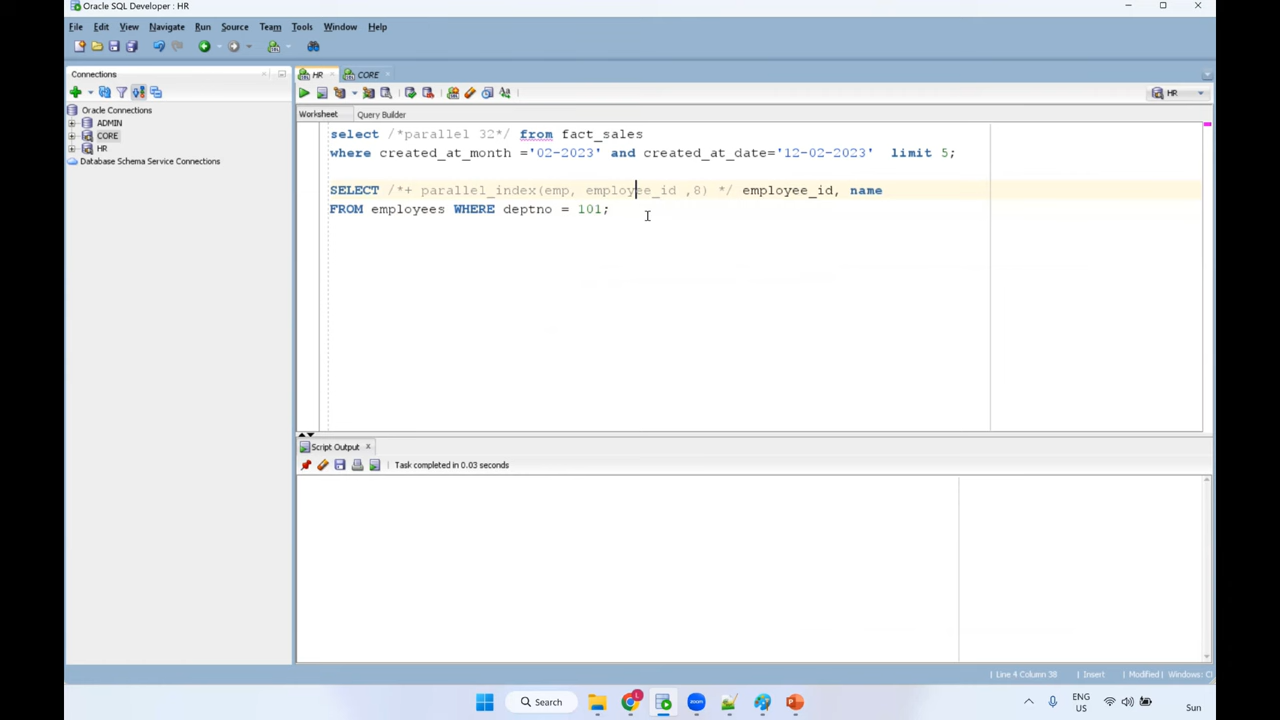 Oracle SQL Developer : HR
File Edit View Navigate Run Source Team Tools Window Help
Connections
Oracle Connections
ADMIN
CORE
HR
Database Schema Service Connections
HR CORE
HR
Worksheet Query Builder
select /*parallel 32*/ from fact_sales
where created_at_month ='02-2023' and created_at_date='12-02-2023' limit 5;
SELECT /*+ parallel_index(emp, employee_id ,8) */ employee_id, name
FROM employees WHERE deptno = 101;
Script Output
Task completed in 0.03 seconds
Line 4 Column 38 Insert Modified Windows: C
Search
ENG
US
Sun